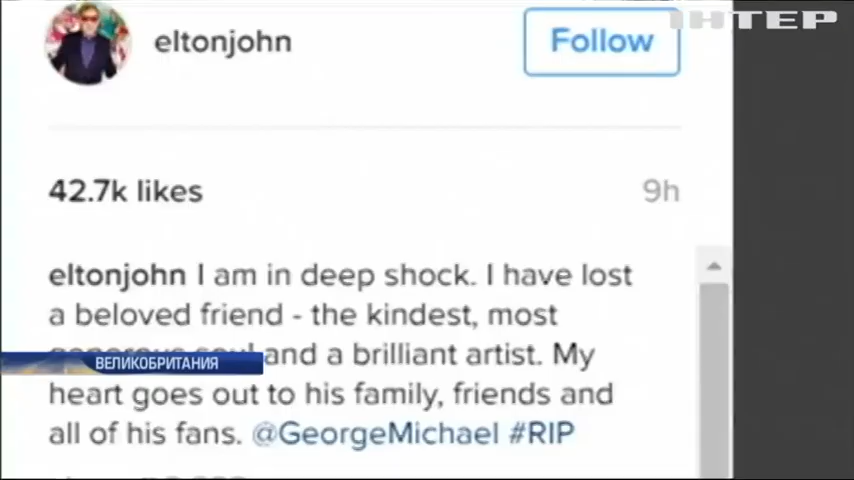 ІНТЕР
eltonjohn
Follow
42.7k likes
9h
eltonjohn I am in deep shock. I have lost
a beloved friend - the kindest, most
and a brilliant artist. My
ВЕЛИКОБРИТАНИЯ
heart goes out to his family, friends and
all of his fans. @GeorgeMichael #RIP